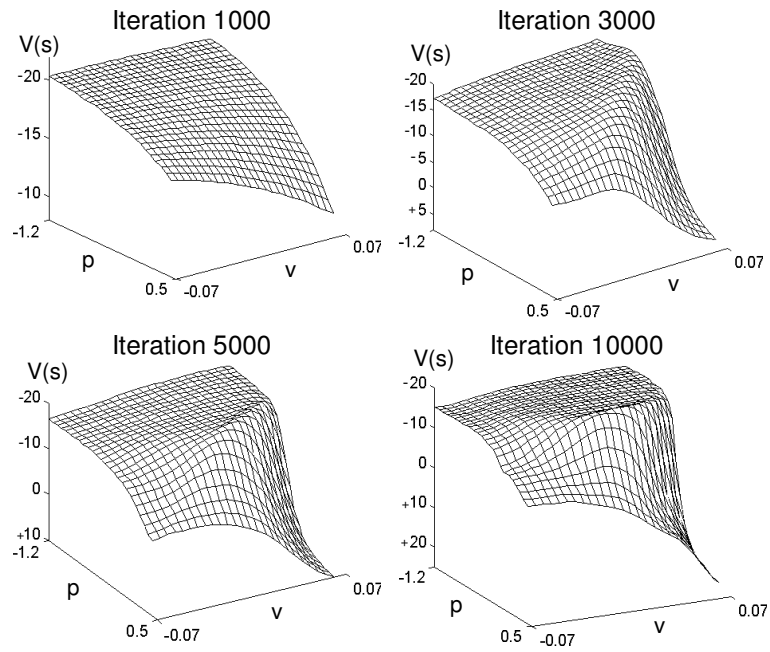 Iteration 1000
V(s)
-20
-15
-10
-1.2
p
0.5
-0.07
v
0.07
Iteration 3000
V(s)
-20
-15
-10
-5
0
+5
-1.2
p
0.5
-0.07
v
0.07
Iteration 5000
V(s)
-20
-10
0
+10
-1.2
p
0.5
-0.07
v
0.07
Iteration 10000
V(s)
-20
-10
0
+10
+20
-1.2
p
0.5
-0.07
v
0.07